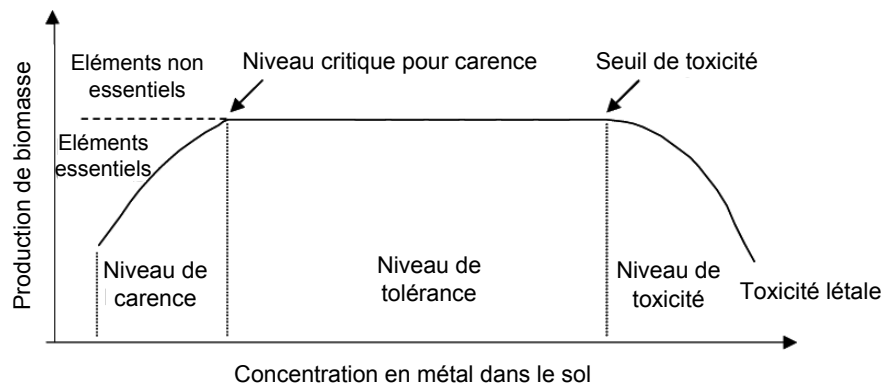 Eléments non
essentiels
Niveau critique pour carence
Seuil de toxicité
Eléments
essentiels
Production de biomasse
Niveau de
carence
Niveau de
tolérance
Niveau de
toxicité
Toxicité létale
Concentration en métal dans le sol